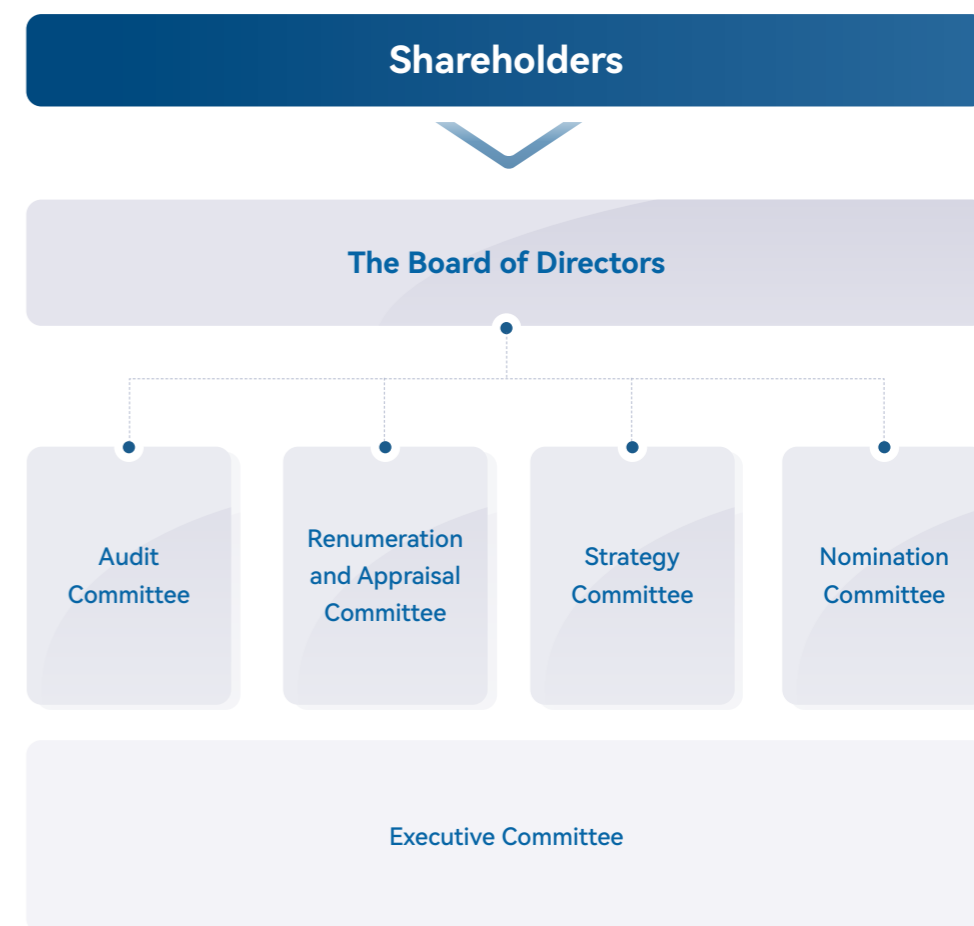 Shareholders
The Board of Directors
Audit
Committee
Renumeration
and Appraisal
Committee
Strategy
Committee
Nomination
Committee
Executive Committee